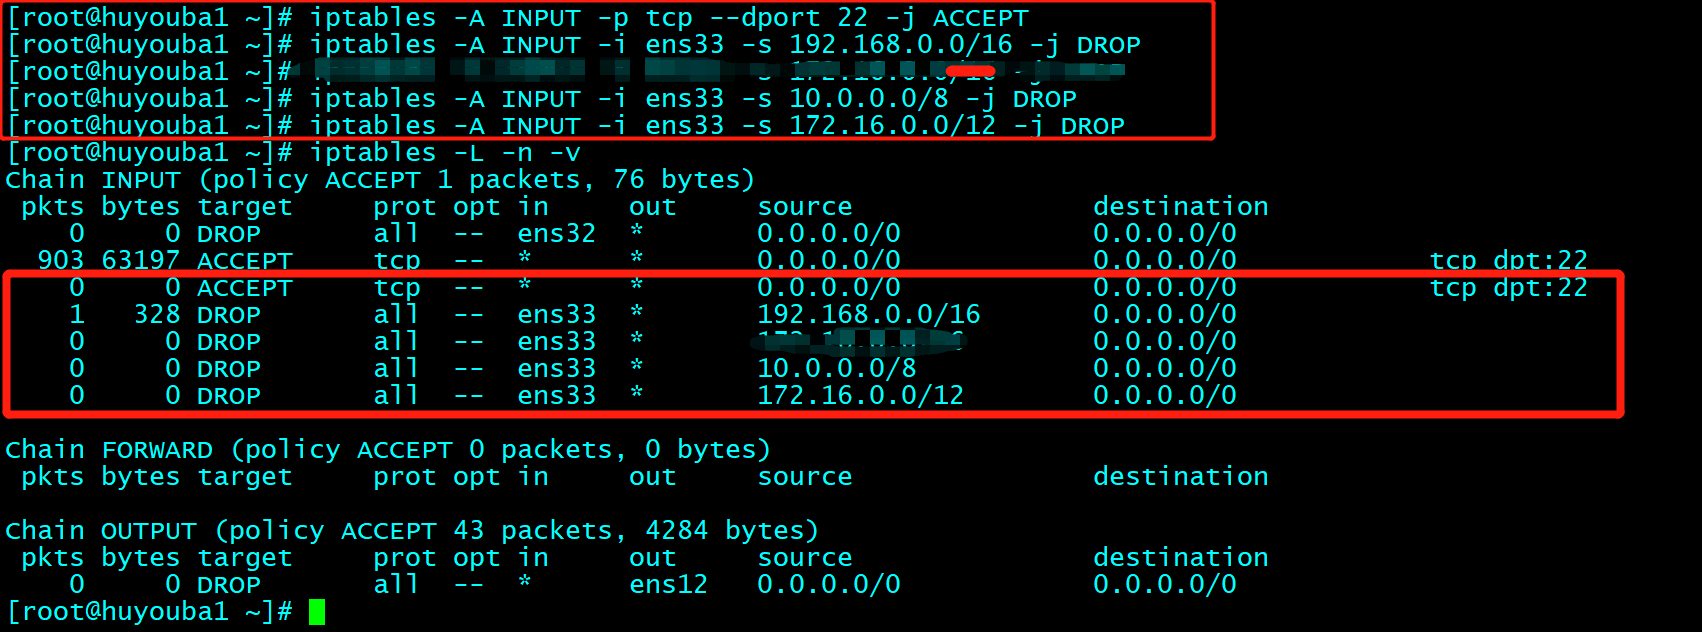 [root@huyouba1 ~]# iptables -A INPUT -p tcp --dport 22 -j ACCEPT
[root@huyouba1 ~]# iptables -A INPUT -i ens33 -s 192.168.0.0/16 -j DROP
[root@huyouba1 ~]#
[root@huyouba1 ~]# iptables -A INPUT -i ens33 -s 10.0.0.0/8 -j DROP
[root@huyouba1 ~]# iptables -A INPUT -i ens33 -s 172.16.0.0/12 -j DROP
[root@huyouba1 ~]# iptables -L -n -v
Chain INPUT (policy ACCEPT 1 packets, 76 bytes)
pkts bytes target prot opt in out source destination
0 0 DROP all -- ens32 * 0.0.0.0/0 0.0.0.0/0
903 63197 ACCEPT tcp -- * * 0.0.0.0/0 0.0.0.0/0 tcp dpt:22
0 0 ACCEPT tcp -- * * 0.0.0.0/0 0.0.0.0/0 tcp dpt:22
1 328 DROP all -- ens33 * 192.168.0.0/16 0.0.0.0/0
0 0 DROP all -- ens33 * 0.0.0.0/0
0 0 DROP all -- ens33 * 10.0.0.0/8 0.0.0.0/0
0 0 DROP all -- ens33 * 172.16.0.0/12 0.0.0.0/0
Chain FORWARD (policy ACCEPT 0 packets, 0 bytes)
pkts bytes target prot opt in out source destination
Chain OUTPUT (policy ACCEPT 43 packets, 4284 bytes)
pkts bytes target prot opt in out source destination
0 0 DROP all -- * ens12 0.0.0.0/0 0.0.0.0/0
[root@huyouba1 ~]#